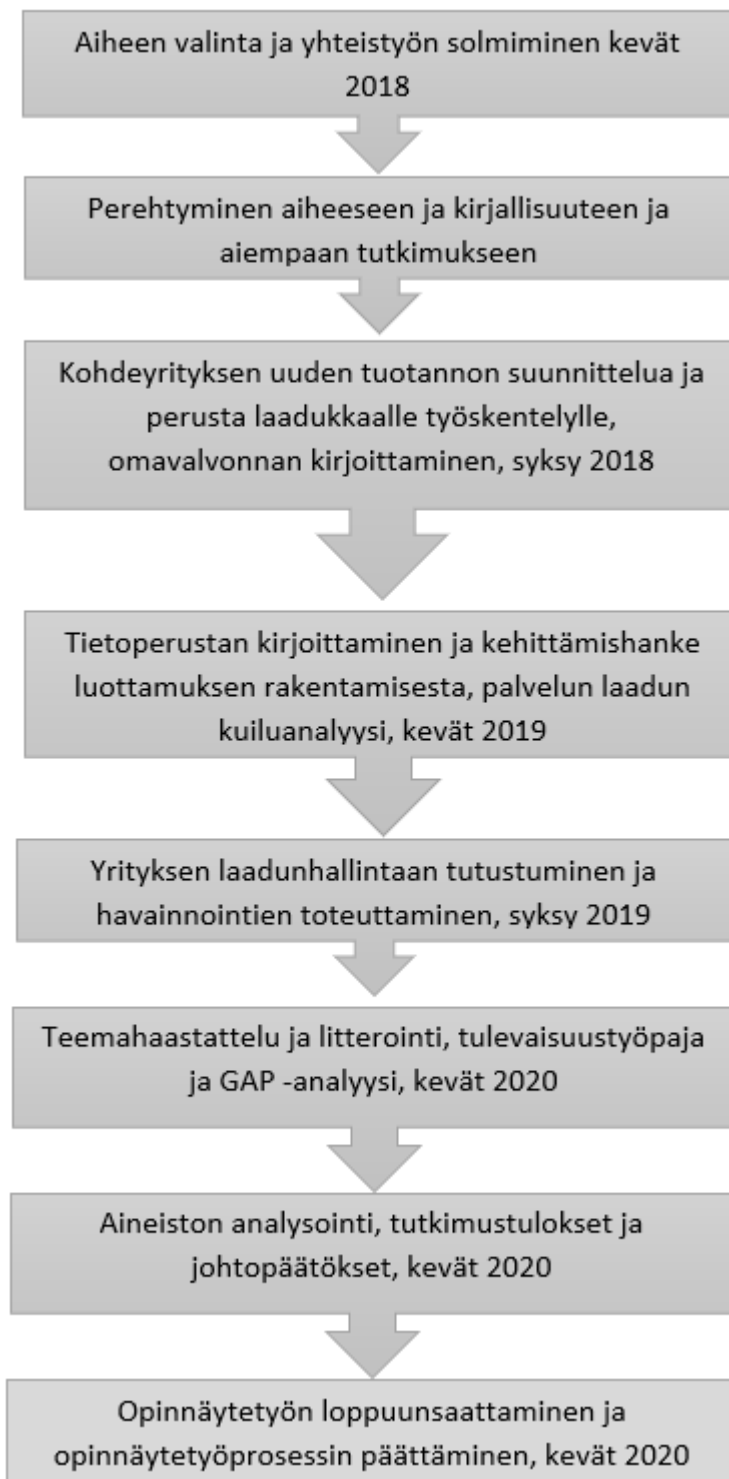 Aiheen valinta ja yhteistyön solmiminen kevät
2018
Perehtyminen aiheeseen ja kirjallisuuteen ja
aiempaan tutkimukseen
Kohdeyrityksen uuden tuotannon suunnittelua ja
perusta laadukkaalle työskentelylle,
omavalvonnan kirjoittaminen, syksy 2018
Tietoperustan kirjoittaminen ja kehittämishanke
luottamuksen rakentamisesta, palvelun laadun
kuiluanalyysi, kevät 2019
Yrityksen laadunhallintaan tutustuminen ja
havainnointien toteuttaminen, syksy 2019
Teemahaastattelu ja litterointi, tulevaisuustyöpaja
ja GAP -analyysi, kevät 2020
Aineiston analysointi, tutkimustulokset ja
johtopäätökset, kevät 2020
Opinnäytetyön loppuunsaattaminen ja
opinnäytetyöprosessin päättäminen, kevät 2020